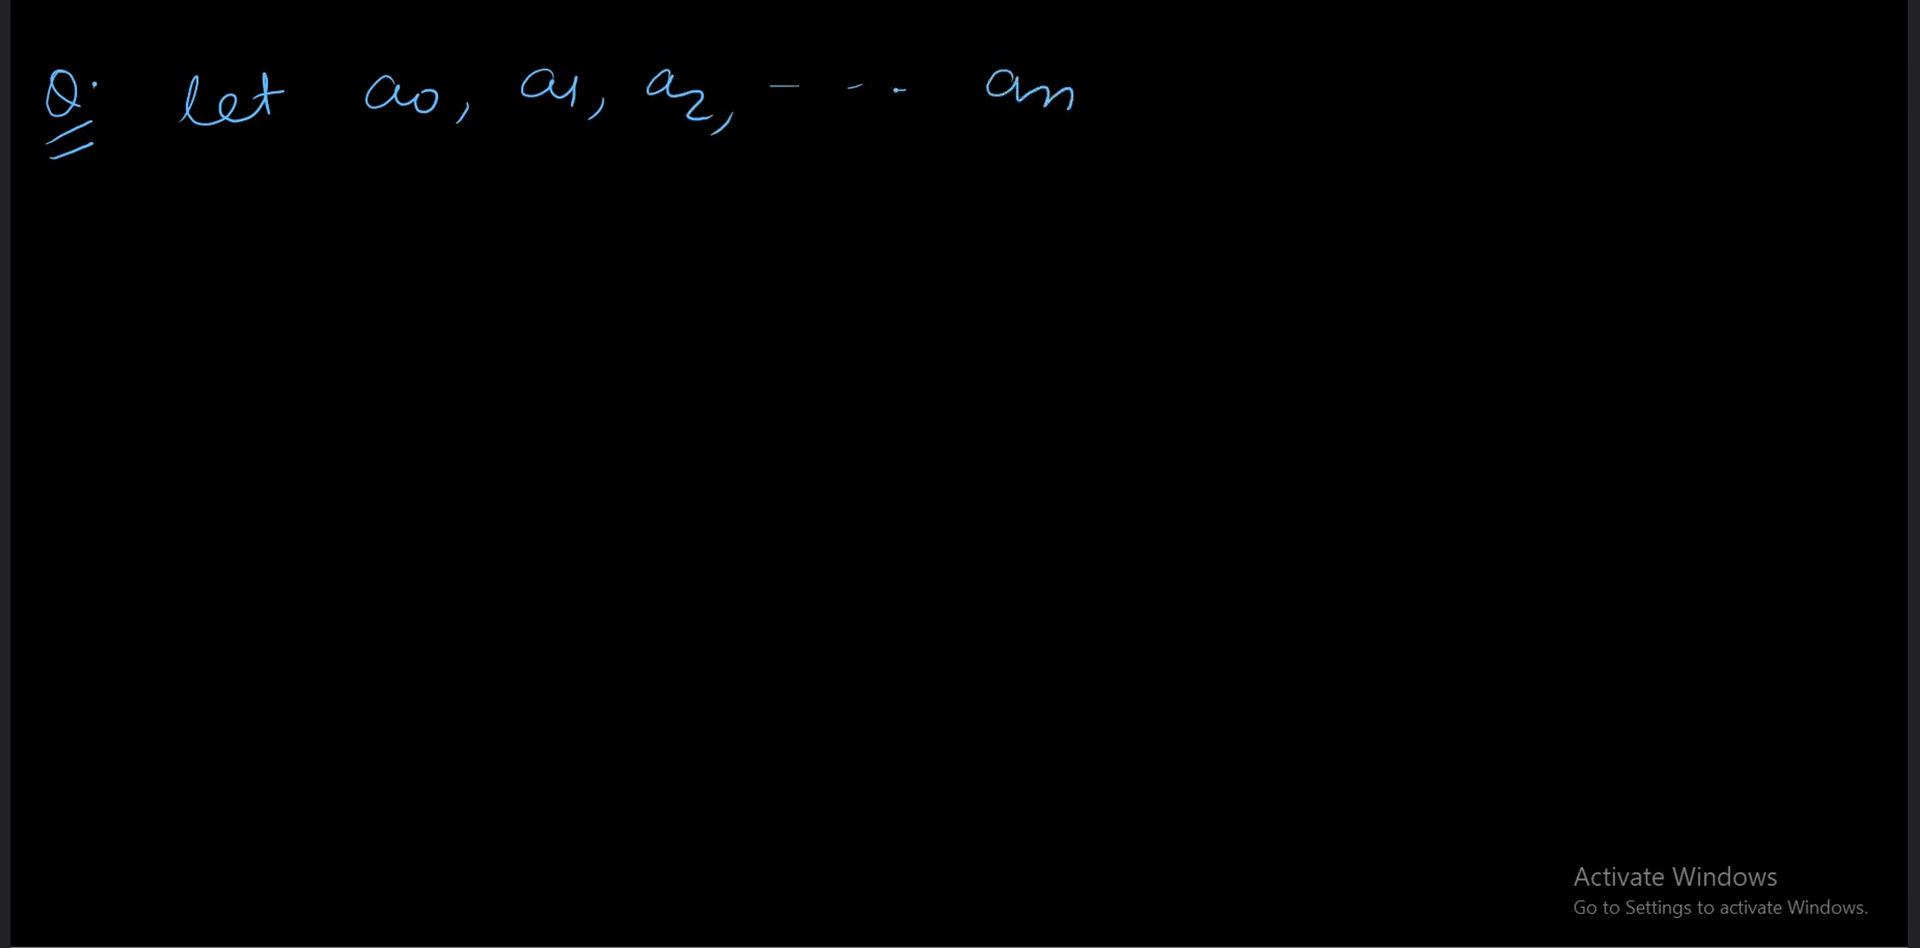 Q. let a0, a1, a2, - - .. an
Activate Windows
Go to Settings to activate Windows.